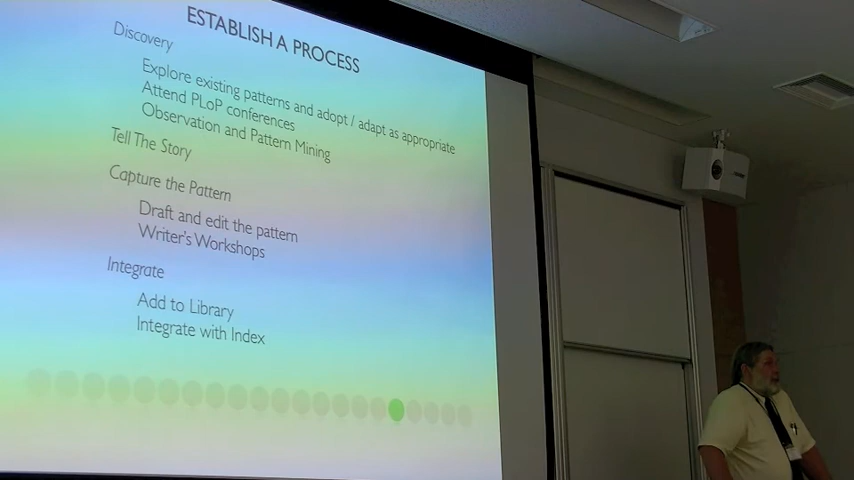 ESTABLISH A PROCESS
Discovery
Explore existing patterns and adopt / adapt as appropriate
Attend PLoP conferences
Observation and Pattern Mining
Tell The Story
Capture the Pattern
Draft and edit the pattern
Writer's Workshops
Integrate
Add to Library
Integrate with Index